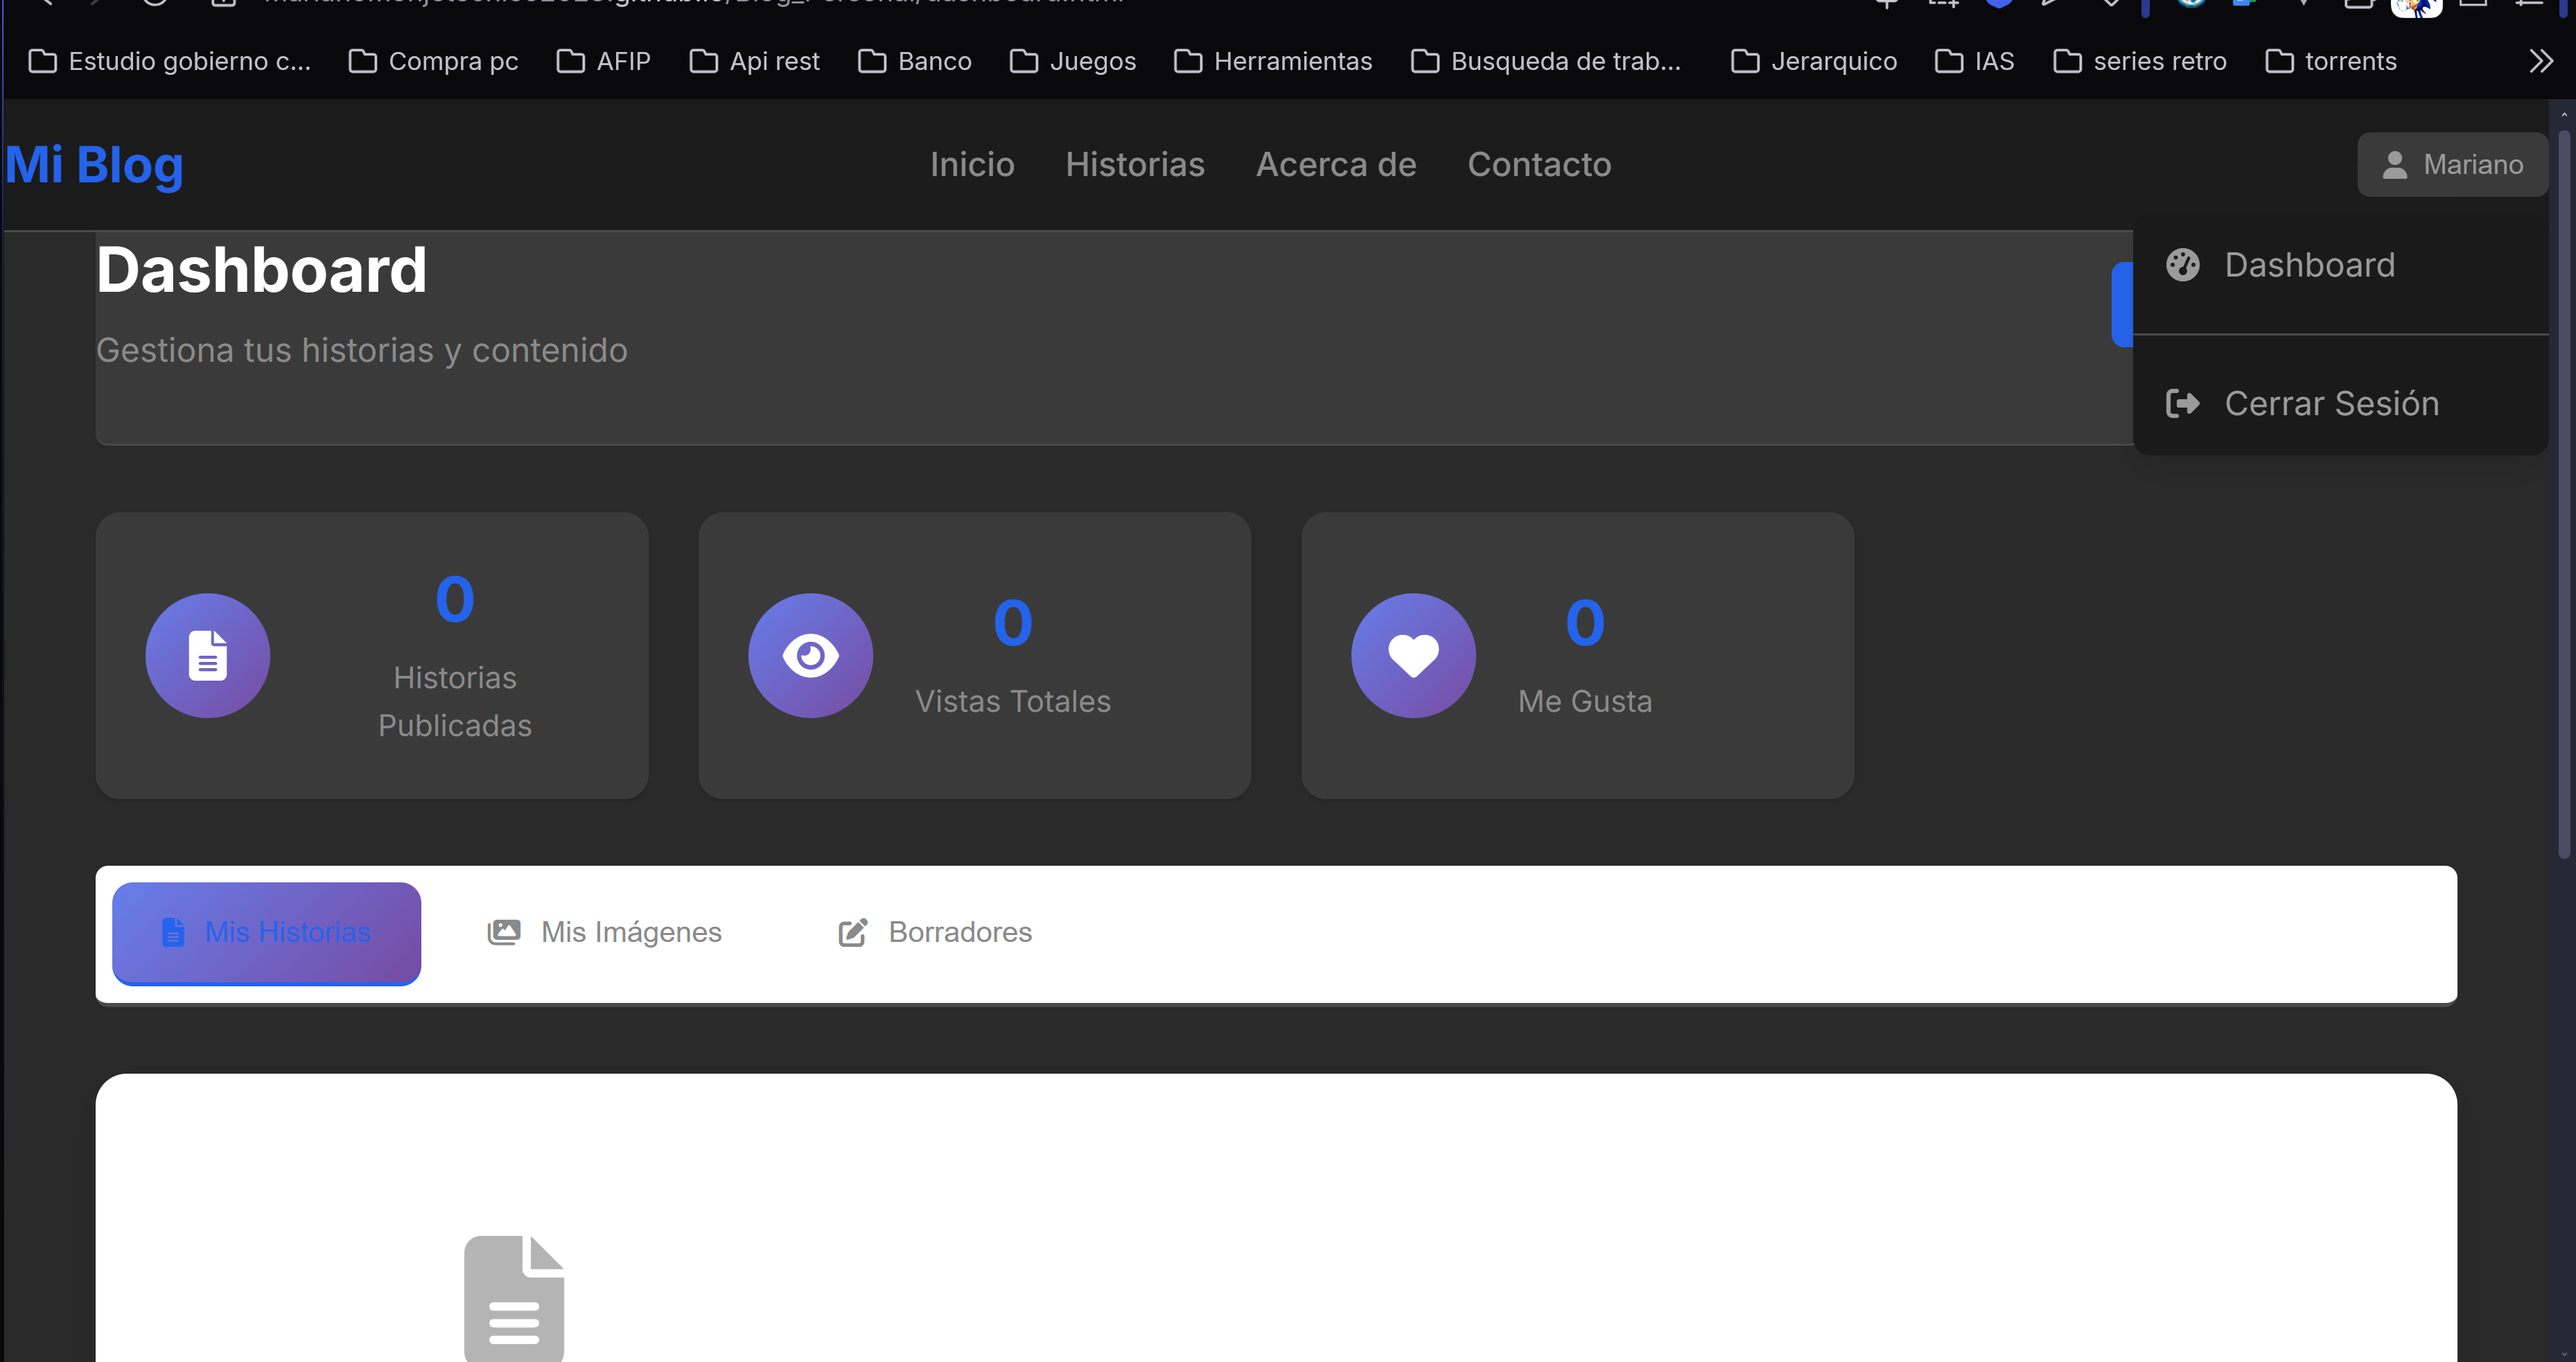 Estudio gobierno c... Compra pc AFIP Api rest Banco Juegos Herramientas Busqueda de trab... Jerarquico IAS series retro torrents
Mi Blog Inicio Historias Acerca de Contacto Mariano
Dashboard
Gestiona tus historias y contenido
Dashboard
Cerrar Sesión
0
Historias
Publicadas
0
Vistas Totales
0
Me Gusta
Mis Historias Mis Imágenes Borradores